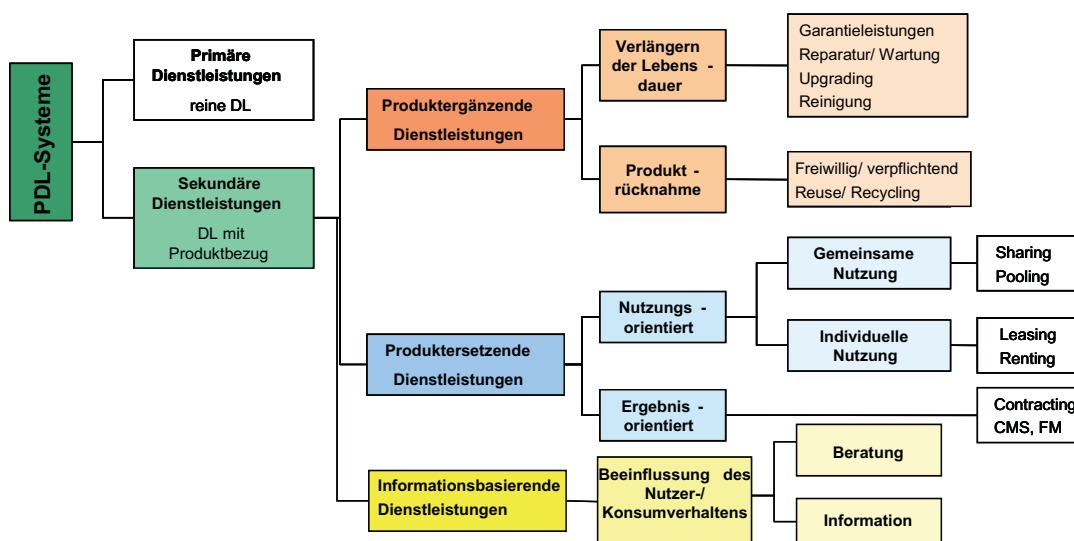 PDL-Systeme
Primäre
Dienstleistungen
reine DL
Sekundäre
Dienstleistungen
DL mit
Produktbezug
Produktergänzende
Dienstleistungen
Verlängern
der Lebens -
dauer
Garantieleistungen
Reparatur/ Wartung
Upgrading
Reinigung
Produkt -
rücknahme
Freiwillig/ verpflichtend
Reuse/ Recycling
Produktersetzende
Dienstleistungen
Nutzungs -
orientiert
Gemeinsame
Nutzung
Sharing
Pooling
Individuelle
Nutzung
Leasing
Renting
Ergebnis -
orientiert
Contracting
CMS, FM
Informationsbasierende
Dienstleistungen
Beeinflussung des
Nutzer-/
Konsumverhaltens
Beratung
Information